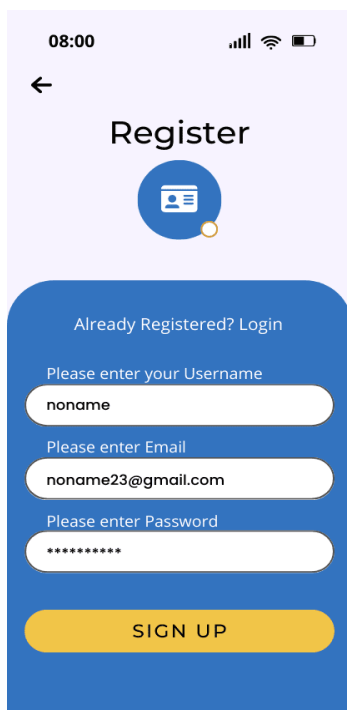 08:00
Register
Already Registered? Login
Please enter your Username
noname
Please enter Email
noname23@gmail.com
Please enter Password
**********
SIGN UP